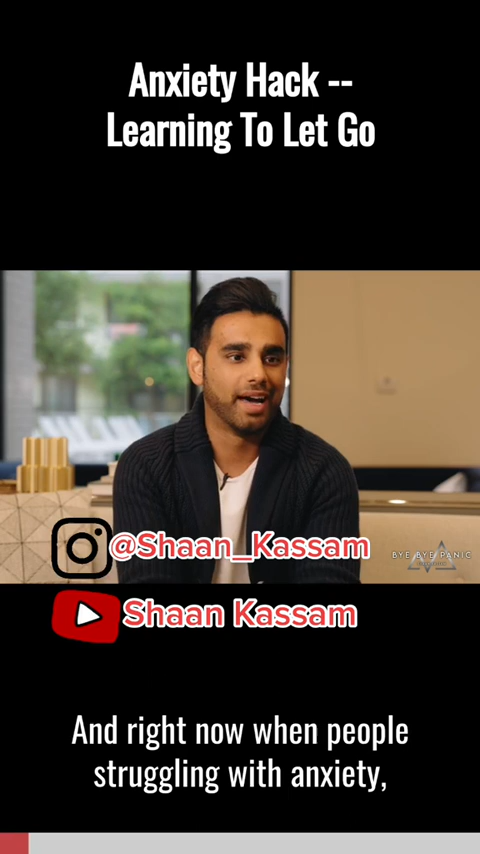 Anxiety Hack --
Learning To Let Go
@Shaan_Kassam
BYE BYE PANIC
Shaan Kassam
And right now when people
struggling with anxiety,